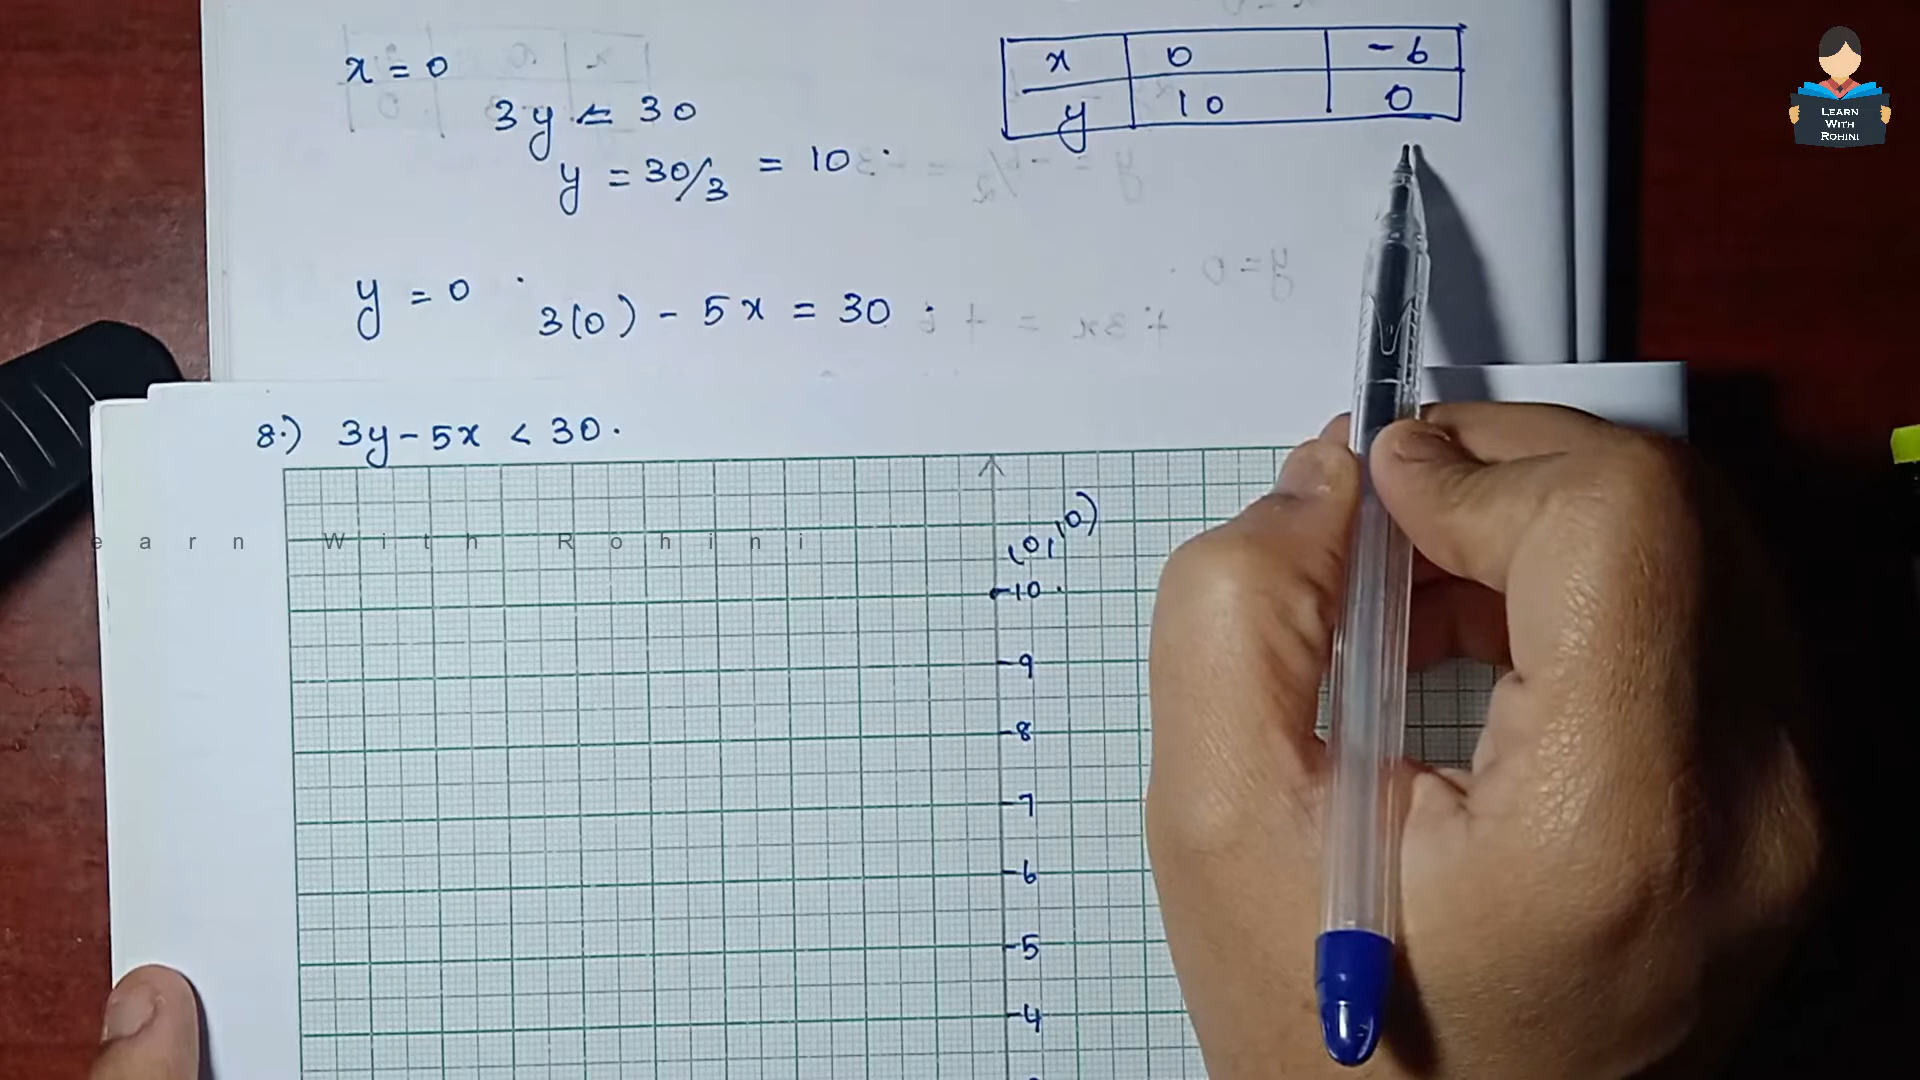 x = 0
3y = 30
y = 30/3 = 10
x 0 -6
y 10 0
y = 0 3(0) - 5x = 30
8.) 3y - 5x < 30.
(0,10)
10
9
8
7
6
5
4
earn With Rohini
LEARN
WITH
ROHINI